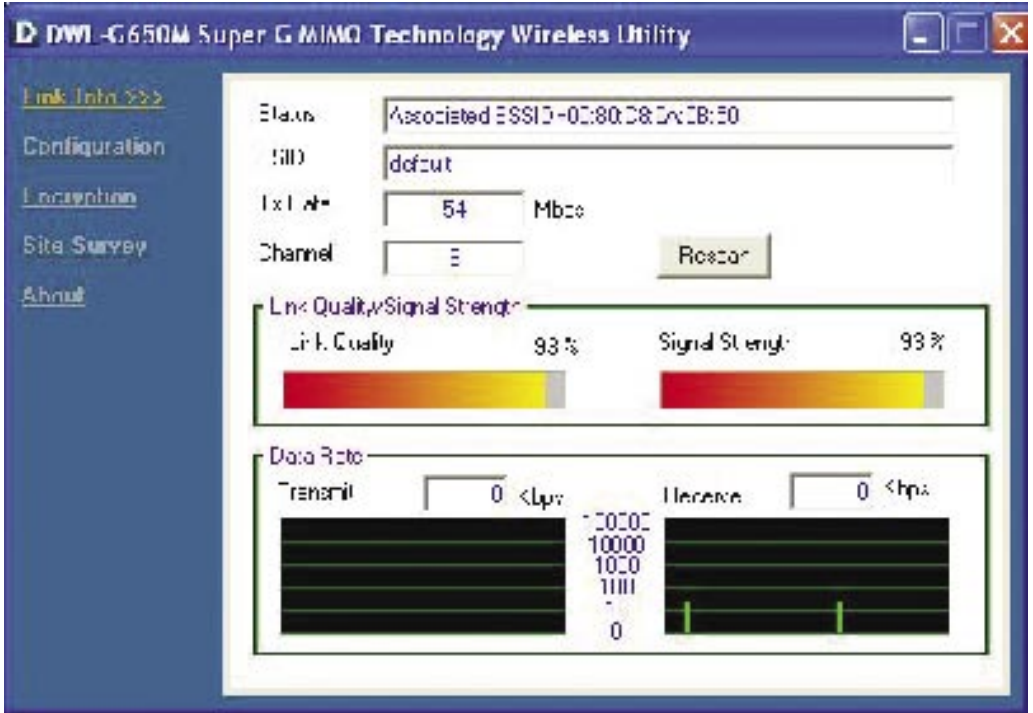 D DWL-G650M Super G MIMO Technology Wireless Utility
Link Info >>>
Configuration
Encryption
Site Survey
About
Status
Associated BSSID
SSID
default
Tx Rate
54
Mbps
Channel
Rescan
Link Quality/Signal Strength
Link Quality
93 %
Signal Strength
93 %
Data Rate
Transmit
0
Kbps
Receive
0
Kbps
100000
10000
1000
100
0